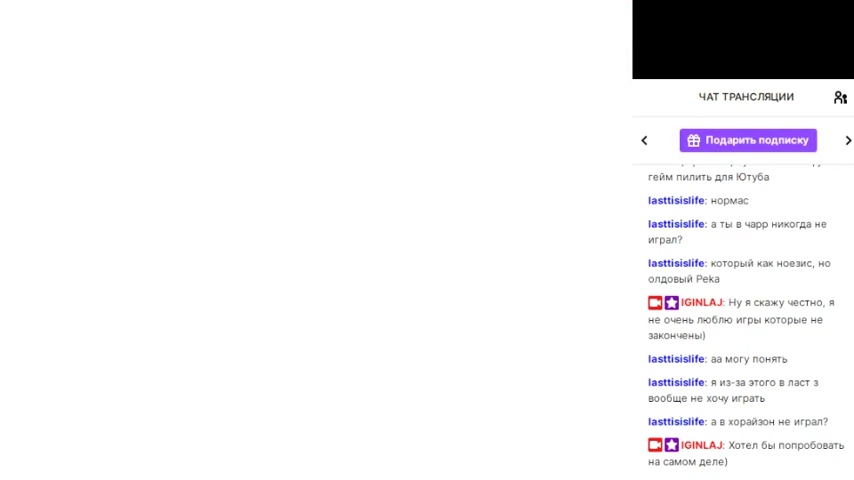 ЧАТ ТРАНСЛЯЦИИ
Подарить подписку
гейм пилить для Ютуба
lasttisislife: нормас
lasttisislife: а ты в чарр никогда не
играл?
lasttisislife: который как ноезис, но
олдовый Peka
IGINLAJ: Ну я скажу честно, я
не очень люблю игры которые не
закончены)
lasttisislife: аа могу понять
lasttisislife: я из-за этого в ласт з
вообще не хочу играть
lasttisislife: а в хорайзон не играл?
IGINLAJ: Хотел бы попробовать
на самом деле)